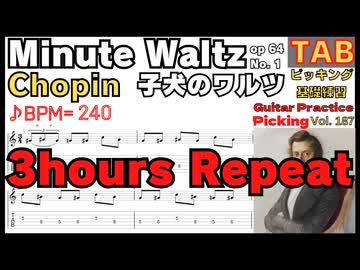 Minute Waltz op 64 No. 1
TAB
Chopin 子犬のワルツ
ピッキング
基礎練習
♪BPM= 240
Guitar Practice
Picking Vol. 187
3hours Repeat